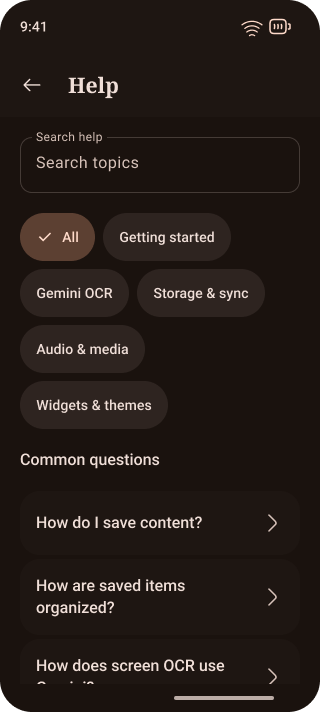 9:41
Help
Search help
Search topics
All
Getting started
Gemini OCR
Storage & sync
Audio & media
Widgets & themes
Common questions
How do I save content?
How are saved items
organized?
How does screen OCR use
Gemini?